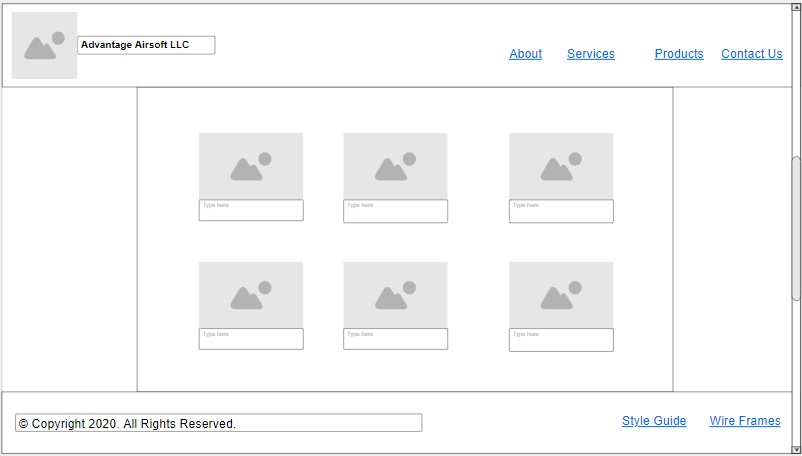 Advantage Airsoft LLC
About Services Products Contact Us
Type here Type here Type here
Type here Type here Type here
© Copyright 2020. All Rights Reserved.
Style Guide Wire Frames